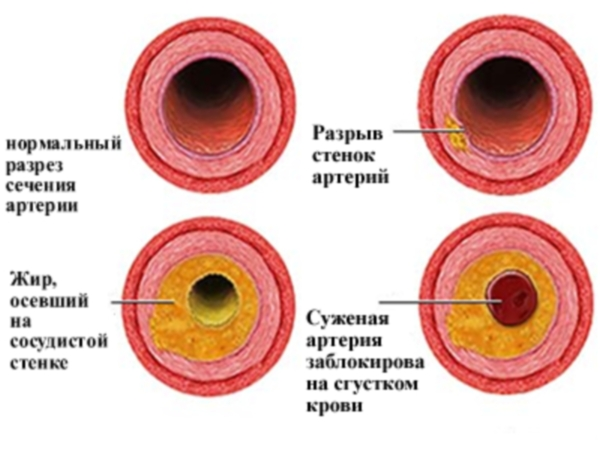 нормальный
разрез
сечения
артерии
Разрыв
стенок
артерий
Жир,
осевший
на
сосудистой
стенке
Суженая
артерия
заблокирова
на сгустком
крови